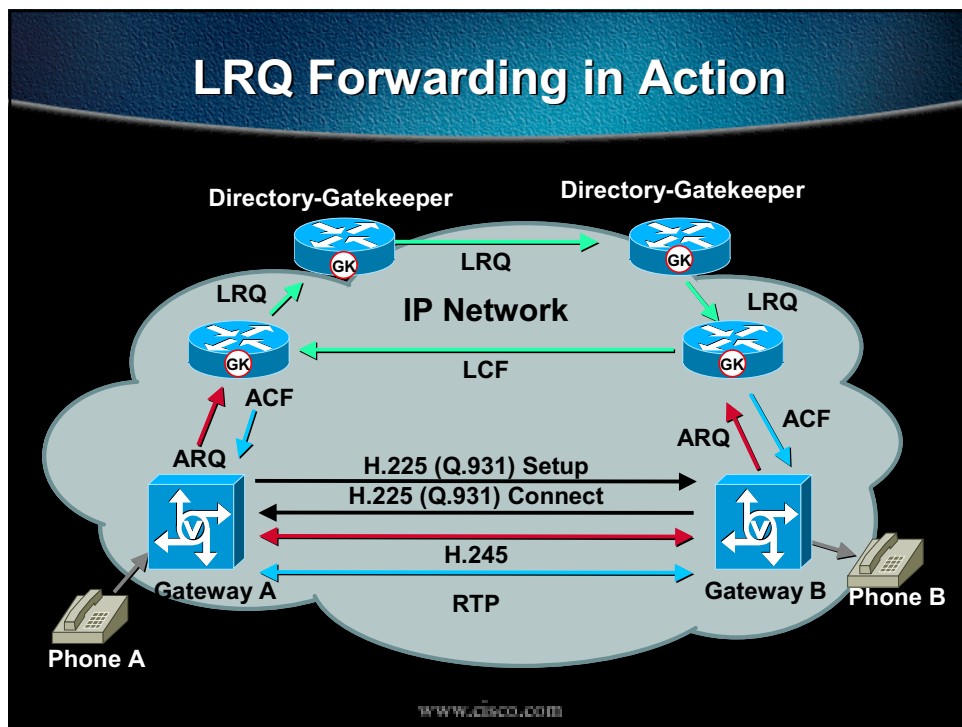 LRQ Forwarding in Action
Directory-Gatekeeper
Directory-Gatekeeper
GK
LRQ
GK
LRQ
IP Network
LRQ
GK
LCF
GK
ACF
ACF
ARQ
ARQ
H.225 (Q.931) Setup
H.225 (Q.931) Connect
V
V
H.245
Gateway A
RTP
Gateway B
Phone B
Phone A
www.cisco.com